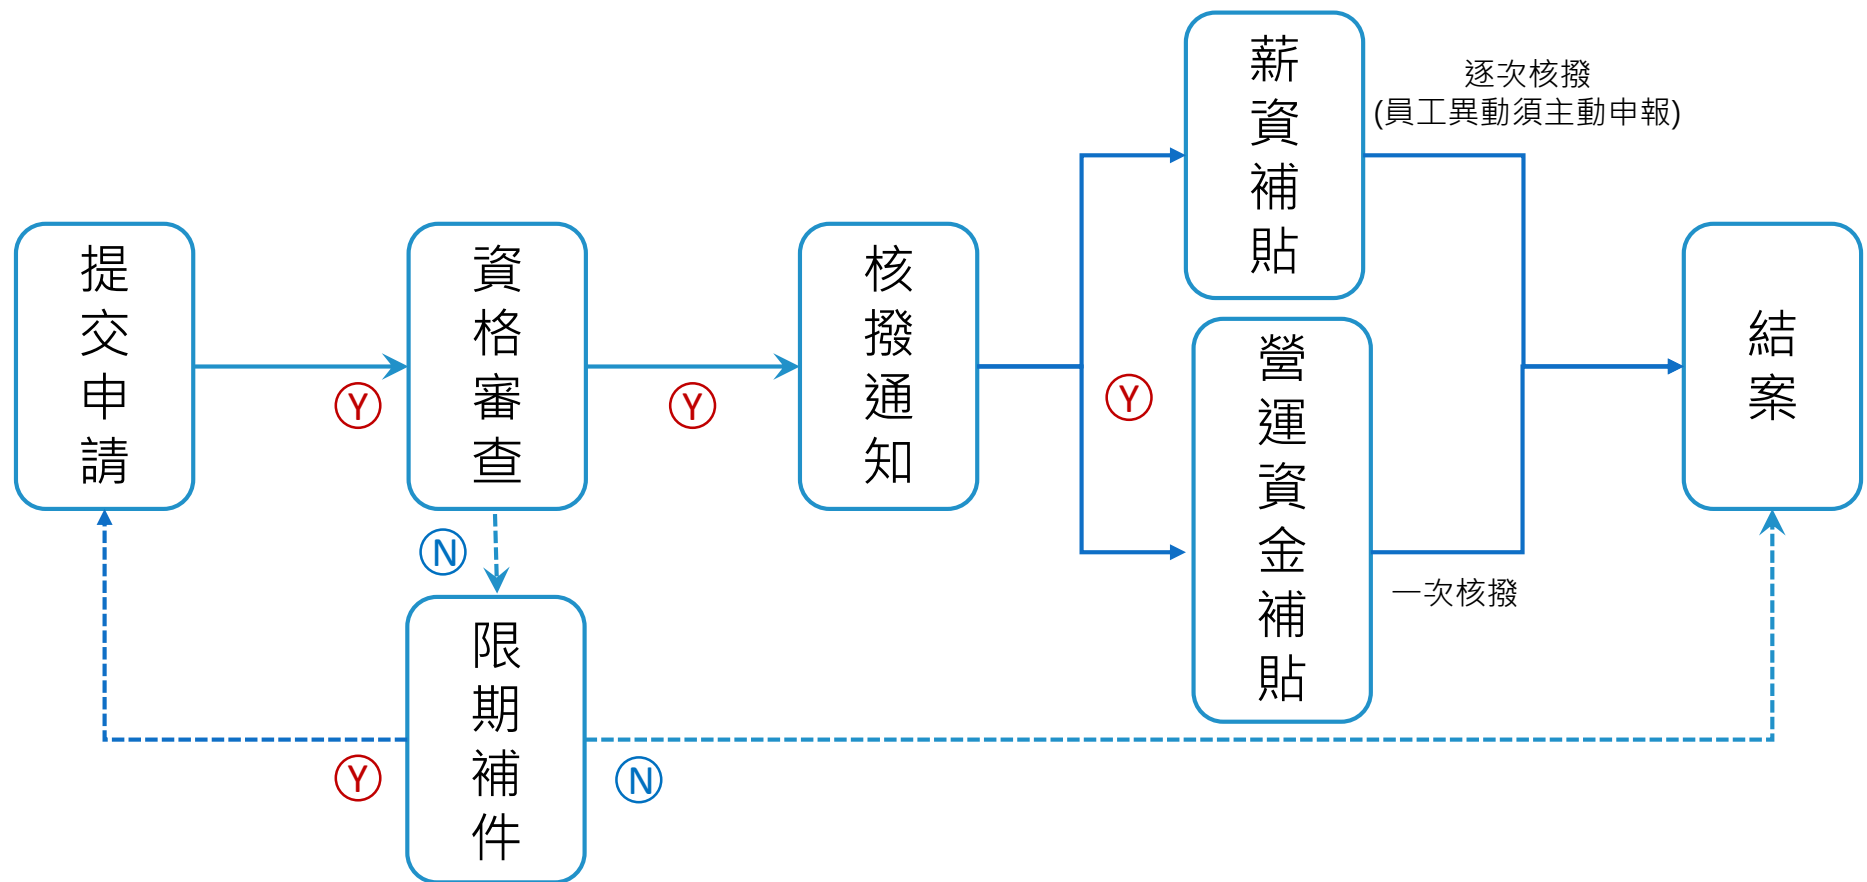 提交申請
Y
資格審查
Y
核撥通知
Y
薪資補貼
逐次核撥
(員工異動須主動申報)
營運資金補貼
一次核撥
結案
N
限期補件
Y
N